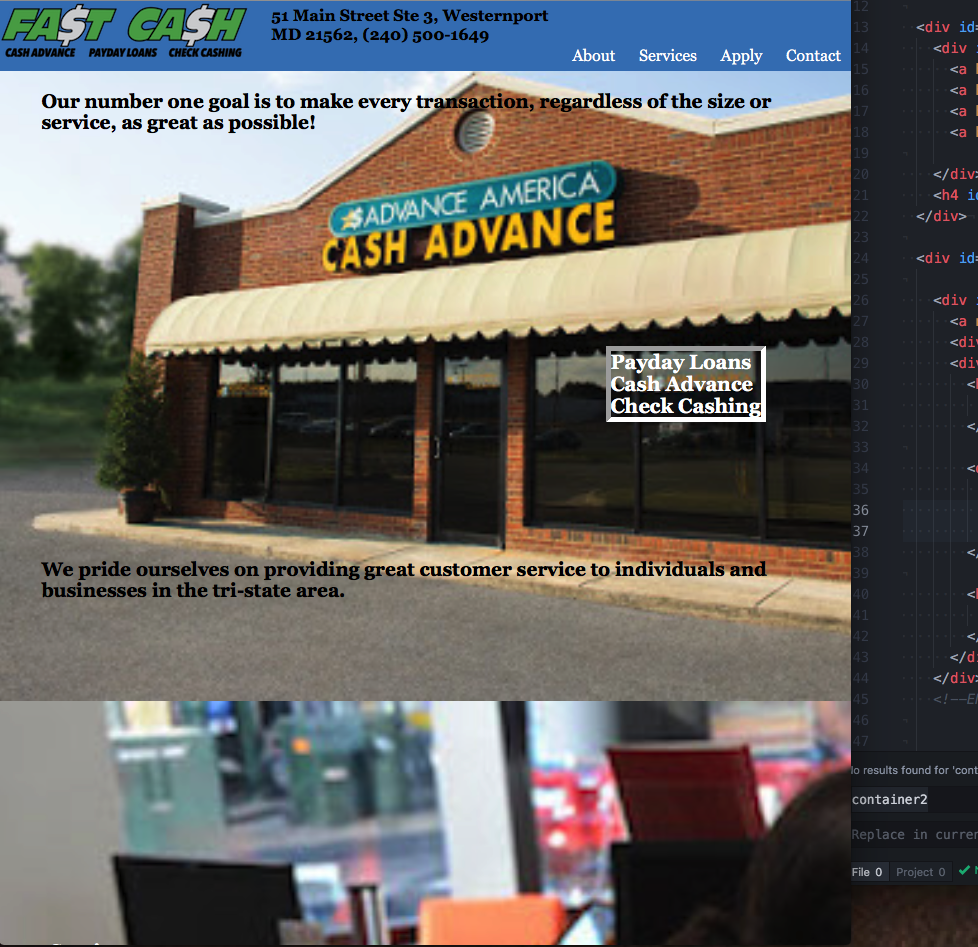 FA$T CA$H
CASH ADVANCE PAYDAY LOANS CHECK CASHING
51 Main Street Ste 3, Westernport
MD 21562, (240) 500-1649
About Services Apply Contact
Our number one goal is to make every transaction, regardless of the size or
service, as great as possible!
$ADVANCE AMERICA
CASH ADVANCE
Payday Loans
Cash Advance
Check Cashing
We pride ourselves on providing great customer service to individuals and
businesses in the tri-state area.
12
13 <div id=
14 <div
15 <a
16 <a
17 <a
18 <a
19
20 </div>
21 <h4 id
22 </div>
23
24 <div id=
25
26 <div
27 <a
28 <div
29 <div
30
31
32 </
33
34
35
36
37
38 </
39
40
41
42 </
43 </di
44 </div>
45 <!--
46
47
lo results found for 'cont
container2
Replace in curren
File 0 Project 0